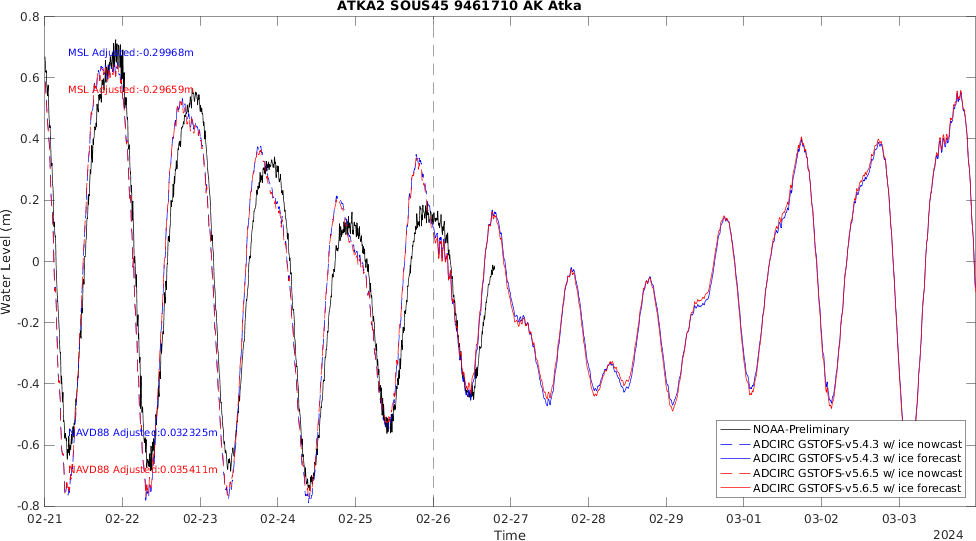 ATKA2 SOUS45 9461710 AK Atka
0.8
0.6
0.4
0.2
0
-0.2
-0.4
-0.6
-0.8
Water Level (m)
MSL Adjusted:-0.29968m
MSL Adjusted:-0.29659m
NAVD88 Adjusted:0.032325m
NAVD88 Adjusted:0.035411m
NOAA-Preliminary
ADCIRC GSTOFS-v5.4.3 w/ ice nowcast
ADCIRC GSTOFS-v5.4.3 w/ ice forecast
ADCIRC GSTOFS-v5.6.5 w/ ice nowcast
ADCIRC GSTOFS-v5.6.5 w/ ice forecast
02-21 02-22 02-23 02-24 02-25 02-26 02-27 02-28 02-29 03-01 03-02 03-03
Time
2024